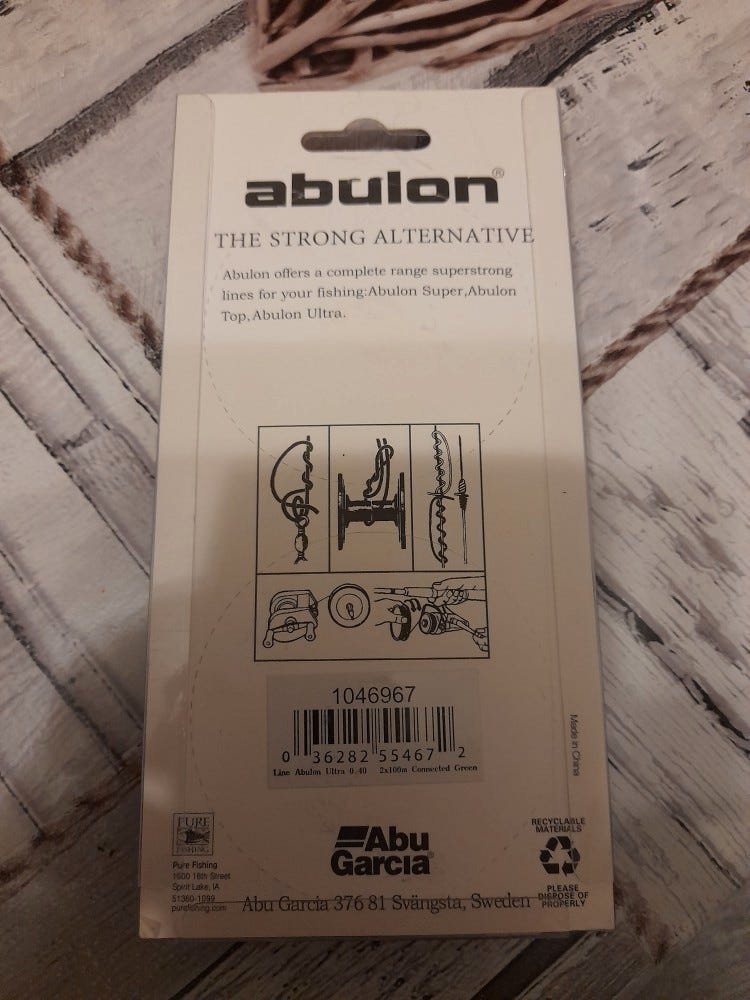 abulon®
THE STRONG ALTERNATIVE
Abulon offers a complete range superstrong
lines for your fishing:Abulon Super,Abulon
Top,Abulon Ultra.
1046967
0 36282 55467 2
Line Abulon Ultra 0.40 2x100m Connected Green
Made in China
PURE
FISHING
Pure Fishing
1900 18th Street
Spirit Lake, IA
51360-1099
purefishing.com
Abu
Garcia
RECYCLABLE
MATERIALS
PLEASE
DISPOSE OF
PROPERLY
Abu Garcia 376 81 Svängsta, Sweden